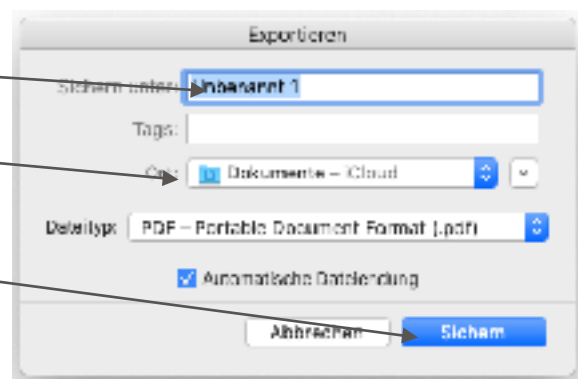 Exportieren
Sichern unter: Unbenannt 1
Tags:
Ort: Dokumente – iCloud
Dateityp: PDF – Portable Document Format (.pdf)
Automatische Dateiendung
Abbrechen Sichern